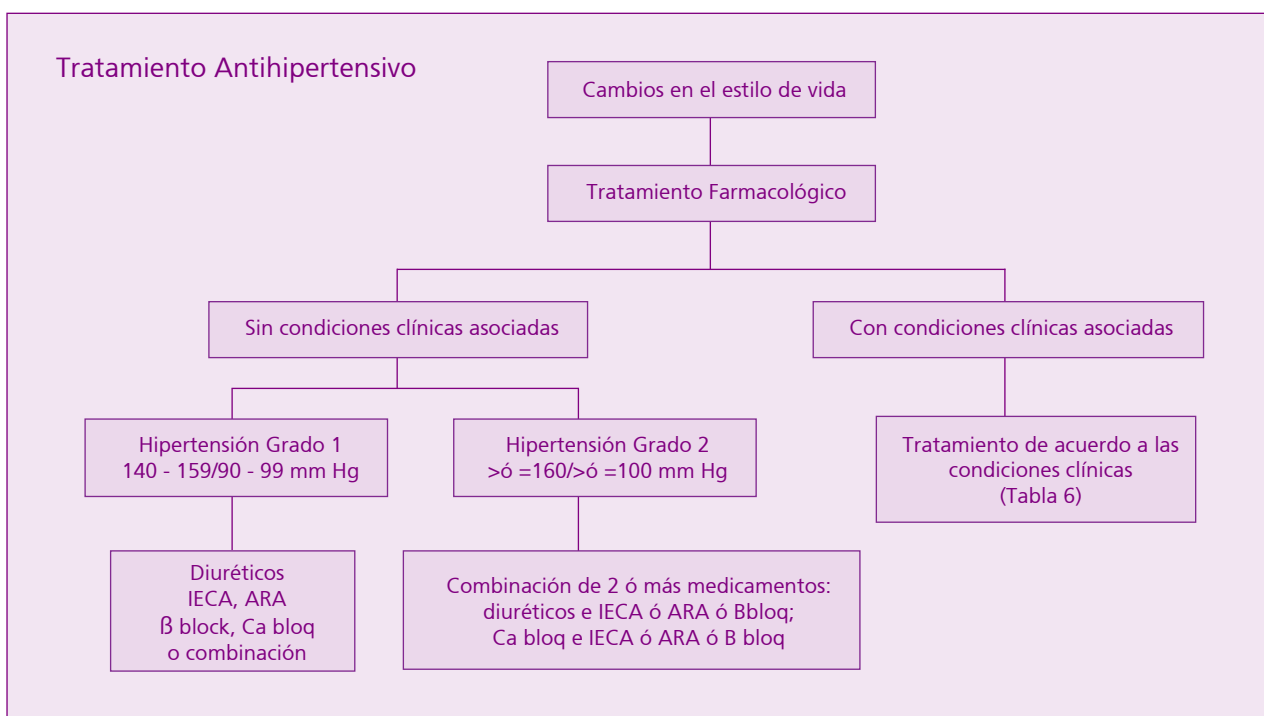 Tratamiento Antihipertensivo
Cambios en el estilo de vida
Tratamiento Farmacológico
Sin condiciones clínicas asociadas
Con condiciones clínicas asociadas
Hipertensión Grado 1
140 - 159/90 - 99 mm Hg
Hipertensión Grado 2
>ó =160/>ó =100 mm Hg
Tratamiento de acuerdo a las
condiciones clínicas
(Tabla 6)
Diuréticos
IECA, ARA
ß block, Ca bloq
o combinación
Combinación de 2 ó más medicamentos:
diuréticos e IECA ó ARA ó Bbloq;
Ca bloq e IECA ó ARA ó B bloq